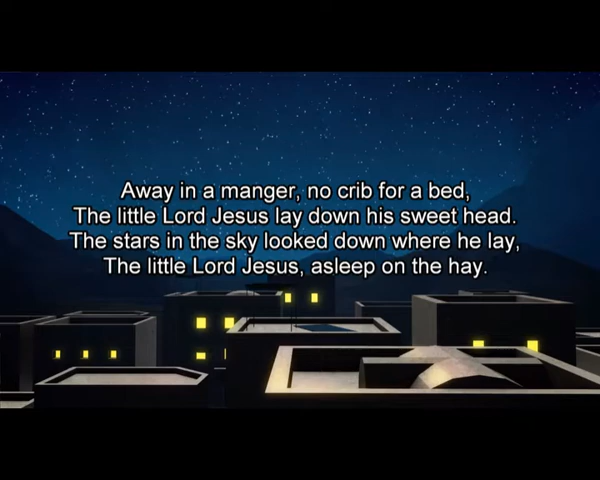 Away in a manger, no crib for a bed,
The little Lord Jesus lay down his sweet head.
The stars in the sky looked down where he lay,
The little Lord Jesus, asleep on the hay.